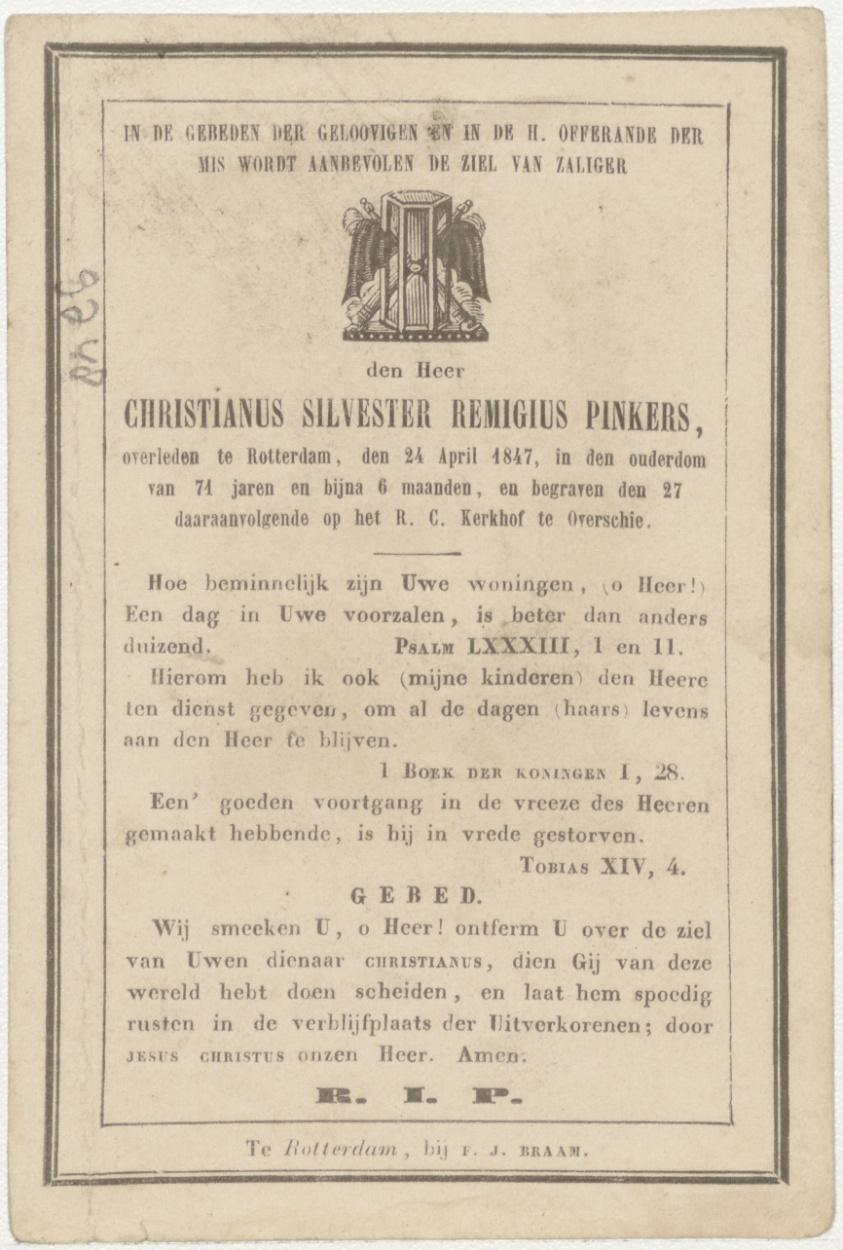 IN DE GEBEDEN DER GELOOVIGEN EN IN DE H. OFFERANDE DER
MIS WORDT AANBEVOLEN DE ZIEL VAN ZALIGER
den Heer
CHRISTIANUS SILVESTER REMIGIUS PINKERS,
overleden te Rotterdam, den 24 April 1847, in den ouderdom
van 71 jaren en bijna 6 maanden, en begraven den 27
daaraanvolgende op het R. C. Kerkhof te Overschie.
Hoe beminnelijk zijn Uwe woningen, (o Heer!)
Een dag in Uwe voorzalen, is beter dan anders
duizend. PSALM LXXXIII, 1 en 11.
Hierom heb ik ook (mijne kinderen) den Heere
ten dienst gegeven, om al de dagen (haars) levens
aan den Heer te blijven.
1 BOEK DER KONINGEN I, 28.
Een' goeden voortgang in de vreeze des Heeren
gemaakt hebbende, is hij in vrede gestorven.
TOBIAS XIV, 4.
GEBED.
Wij smeeken U, o Heer! ontferm U over de ziel
van Uwen dienaar CHRISTIANUS, dien Gij van deze
wereld hebt doen scheiden, en laat hem spoedig
rusten in de verblijfplaats der Uitverkorenen; door
JESUS CHRISTUS onzen Heer. Amen.
R. I. P.
Te Rotterdam, bij F. J. BRAAM.